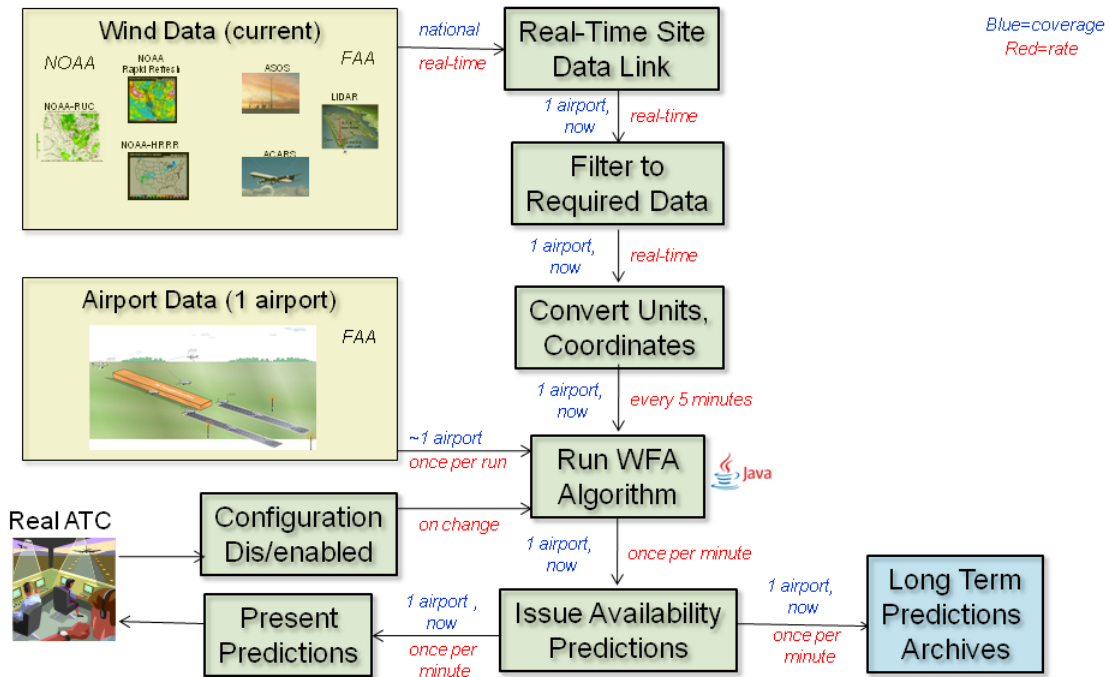 Wind Data (current)
NOAA
NOAA
Rapid Refresh
ASOS
FAA
LIDAR
NOAA-RUC
NOAA-HRRR
ACARS
national
real-time
Real-Time Site
Data Link
Blue=coverage
Red=rate
1 airport,
now
real-time
Filter to
Required Data
1 airport,
now
real-time
Airport Data (1 airport)
FAA
Convert Units,
Coordinates
1 airport,
now
every 5 minutes
~1 airport
once per run
Run WFA
Algorithm
Java
Real ATC
Configuration
Dis/enabled
on change
1 airport,
now
once per minute
Present
Predictions
1 airport ,
now
once per
minute
Issue Availability
Predictions
1 airport,
now
once per
minute
Long Term
Predictions
Archives